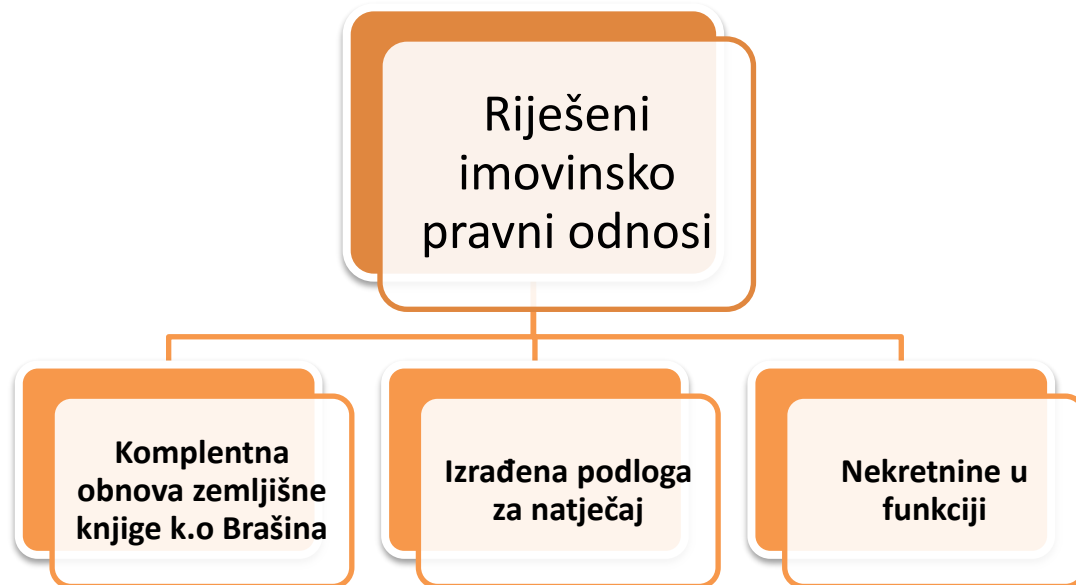 Riješeni
imovinsko
pravni odnosi
Komplentna
obnova zemljišne
knjige k.o Brašina
Izrađena podloga
za natječaj
Nekretnine u
funkciji